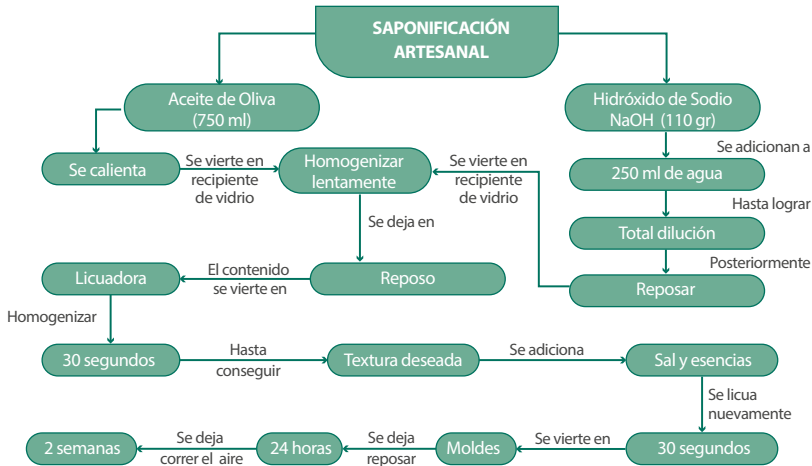 SAPONIFICACIÓN
ARTESANAL
Aceite de Oliva
(750 ml)
Hidróxido de Sodio
NaOH (110 gr)
Se adicionan a
Se calienta
Se vierte en
recipiente
de vidrio
Homogenizar
lentamente
Se vierte en
recipiente
de vidrio
250 ml de agua
Hasta lograr
Se deja en
Total dilución
Posteriormente
Licuadora
El contenido
se vierte en
Reposo
Reposar
Homogenizar
30 segundos
Hasta
conseguir
Textura deseada
Se adiciona
Sal y esencias
Se licua
nuevamente
2 semanas
Se deja
correr el aire
24 horas
Se deja
reposar
Moldes
Se vierte en
30 segundos